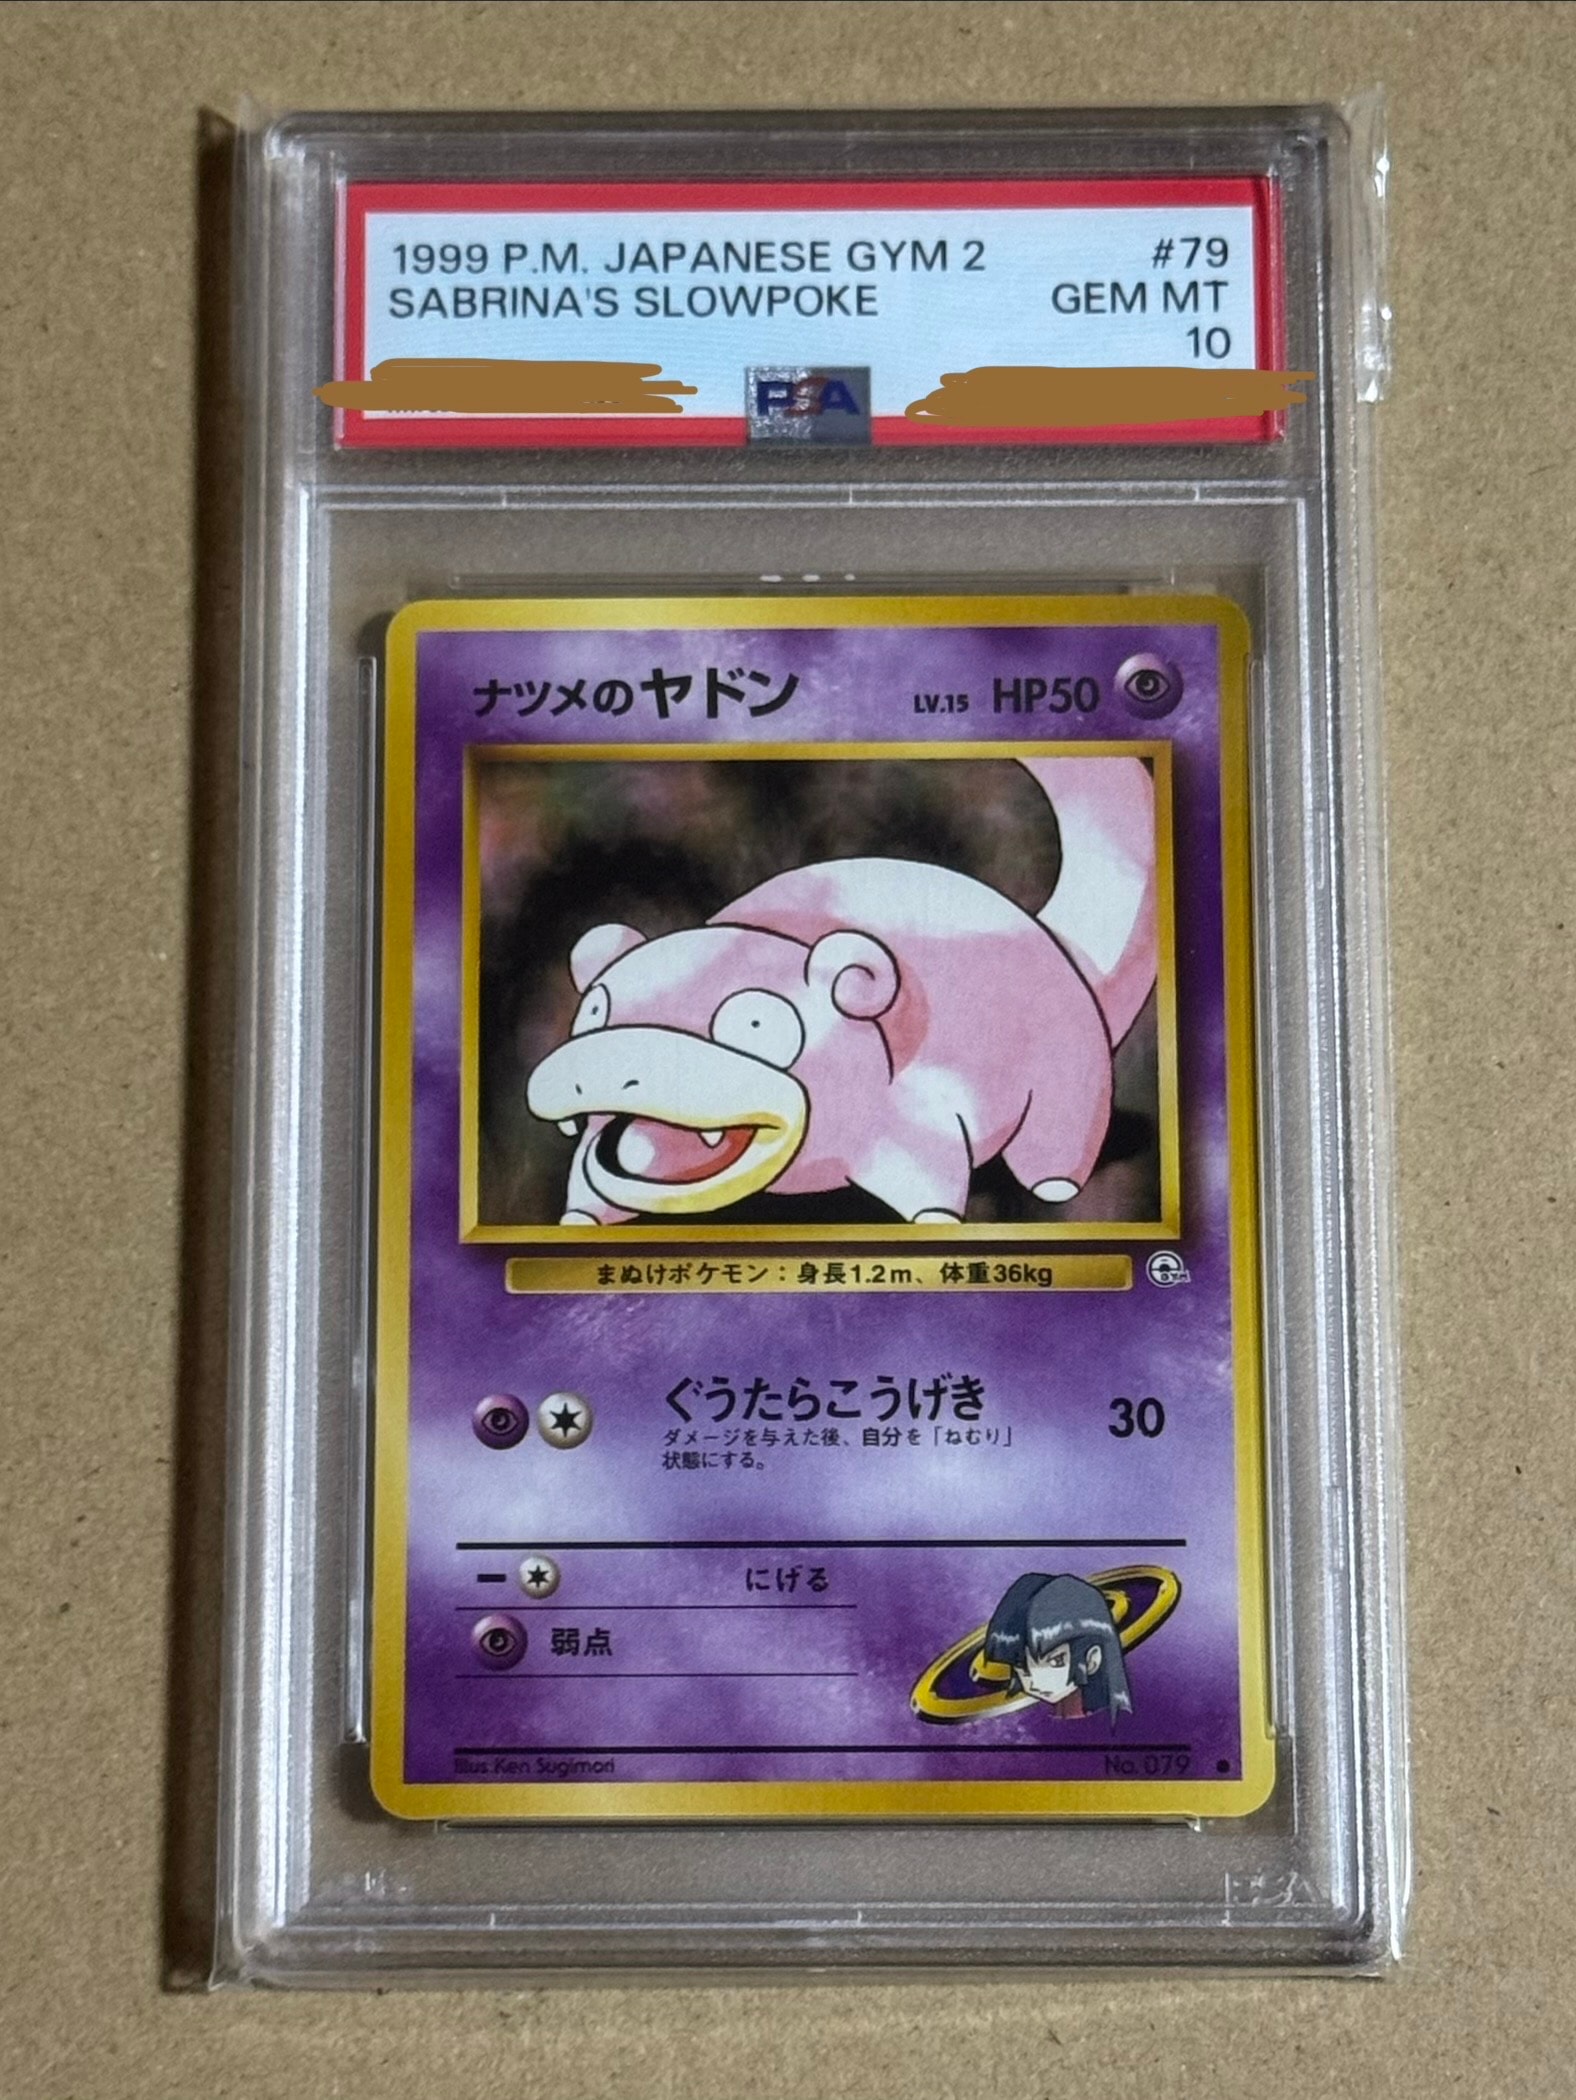 1999 P.M. JAPANESE GYM 2 #79
SABRINA'S SLOWPOKE GEM MT
10
PSA
ナツメのヤドン LV.15 HP50
まぬけポケモン：身長1.2m、体重36kg
GYM
ぐうたらこうげき 30
ダメージを与えた後、自分を「ねむり」
状態にする。
にげる
弱点
Illus. Ken Sugimori No. 079
PSA